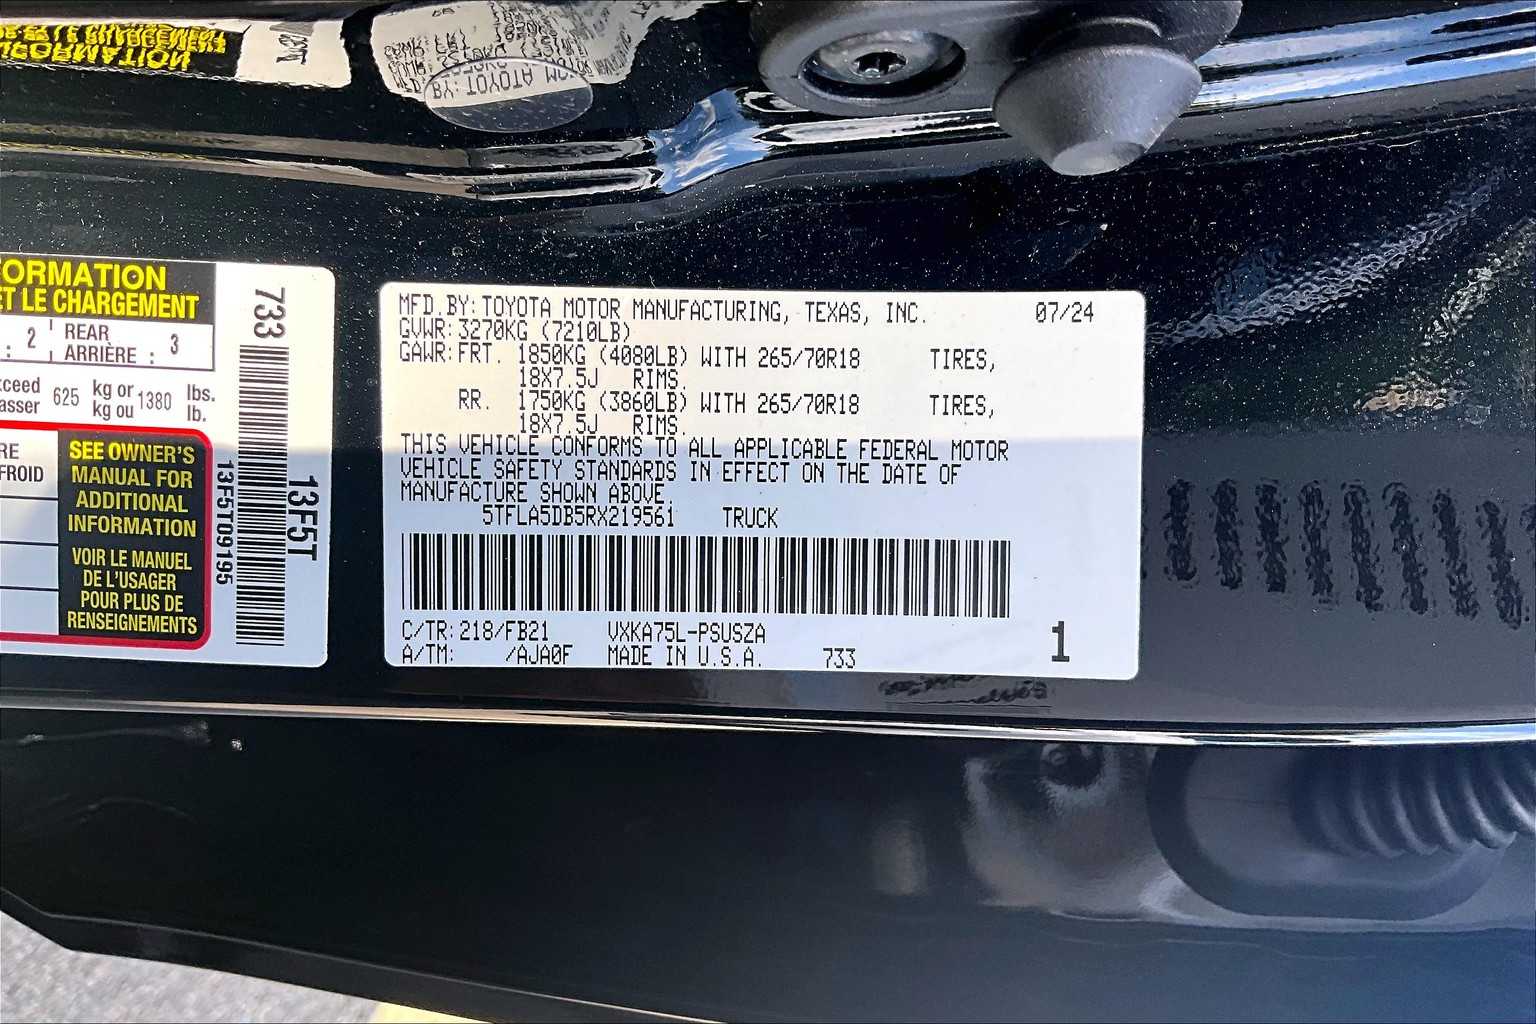 FORMATION
ET LE CHARGEMENT
: 2 REAR ARRIÈRE : 3
xceed
asser
625 kg or kg ou 1380 lbs. lb.
RE
FROID
SEE OWNER'S
MANUAL FOR
ADDITIONAL
INFORMATION
VOIR LE MANUEL
DE L'USAGER
POUR PLUS DE
RENSEIGNEMENTS
733
13F5T
13F5T09195
MFD.BY:TOYOTA MOTOR MANUFACTURING, TEXAS, INC. 07/24
GVWR:3270KG (7210LB)
GAWR:FRT. 1850KG (4080LB) WITH 265/70R18 TIRES,
18X7.5J RIMS.
RR. 1750KG (3860LB) WITH 265/70R18 TIRES,
18X7.5J RIMS.
THIS VEHICLE CONFORMS TO ALL APPLICABLE FEDERAL MOTOR
VEHICLE SAFETY STANDARDS IN EFFECT ON THE DATE OF
MANUFACTURE SHOWN ABOVE.
5TFLA5DB5RX219561 TRUCK
C/TR:218/FB21 VXKA75L-PSUSZA
A/TM: /AJA0F MADE IN U.S.A. 733
1